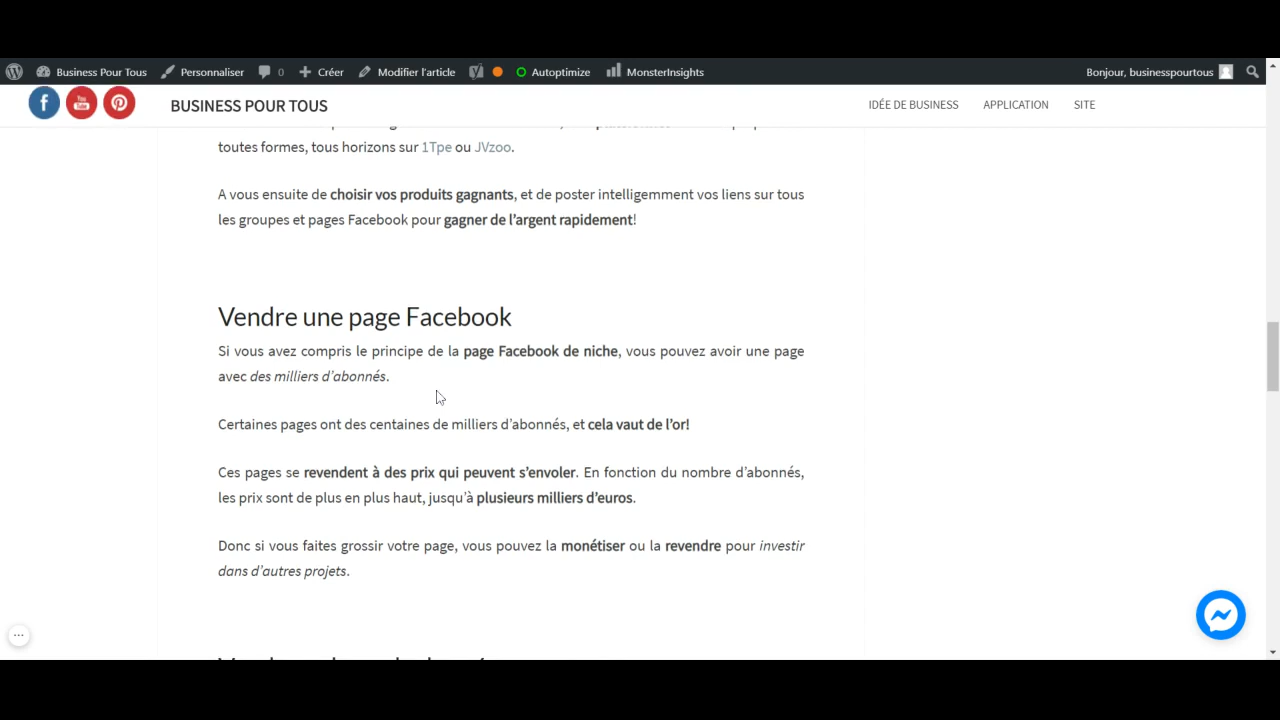 Business Pour Tous Personnaliser 0 Créer Modifier l'article Autoptimize MonsterInsights Bonjour, businesspourtous
BUSINESS POUR TOUS IDÉE DE BUSINESS APPLICATION SITE
toutes formes, tous horizons sur 1Tpe ou JVzoo.
A vous ensuite de choisir vos produits gagnants, et de poster intelligemment vos liens sur tous
les groupes et pages Facebook pour gagner de l'argent rapidement!
Vendre une page Facebook
Si vous avez compris le principe de la page Facebook de niche, vous pouvez avoir une page
avec des milliers d'abonnés.
Certaines pages ont des centaines de milliers d'abonnés, et cela vaut de l'or!
Ces pages se revendent à des prix qui peuvent s'envoler. En fonction du nombre d'abonnés,
les prix sont de plus en plus haut, jusqu'à plusieurs milliers d'euros.
Donc si vous faites grossir votre page, vous pouvez la monétiser ou la revendre pour investir
dans d'autres projets.